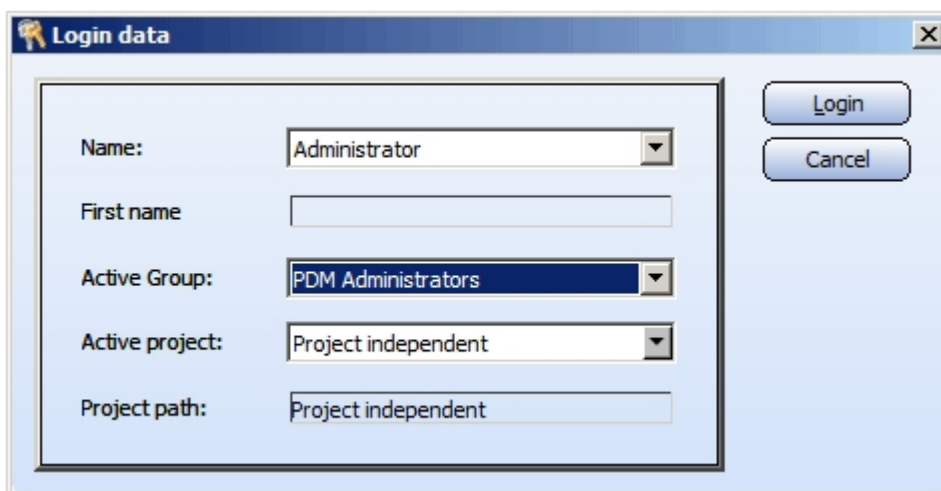 Login data
Name: Administrator
First name
Active Group: PDM Administrators
Active project: Project independent
Project path: Project independent
Login
Cancel